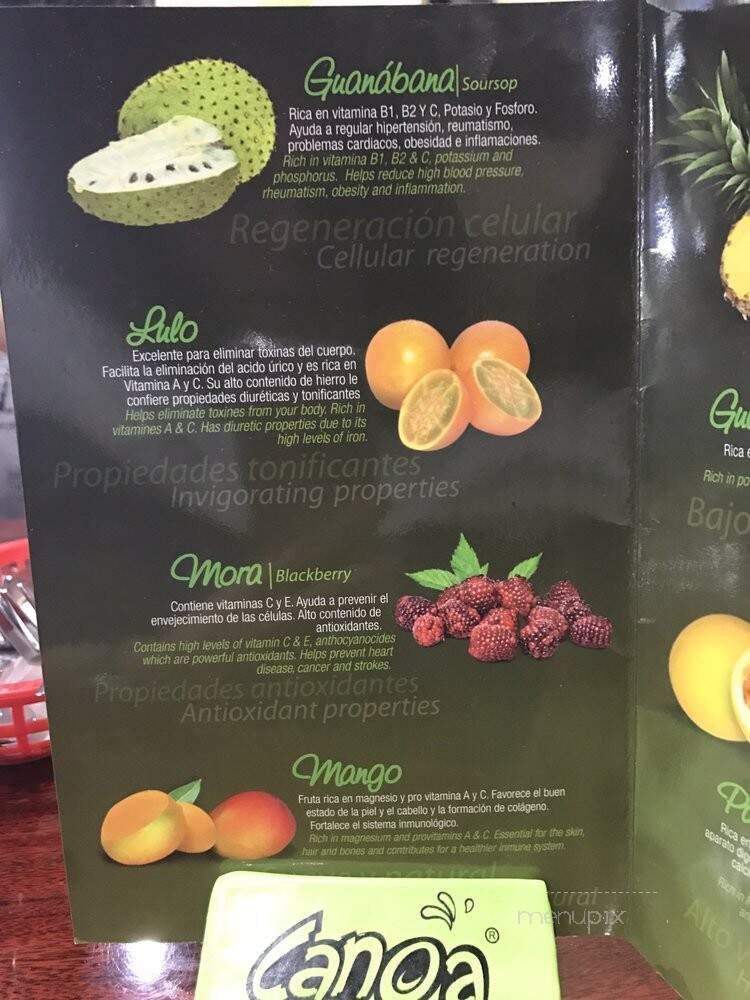 Guanábana | Soursop
Rica en vitamina B1, B2 Y C, Potasio y Fosforo.
Ayuda a regular hipertensión, reumatismo,
problemas cardiacos, obesidad e inflamaciones.
Rich in vitamina B1, B2 & C, potassium and
phosphorus. Helps reduce high blood pressure,
rheumatism, obesity and inflammation.
Regeneración celular
Cellular regeneration
Lulo
Excelente para eliminar toxinas del cuerpo.
Facilita la eliminación del acido úrico y es rica en
Vitamina A y C. Su alto contenido de hierro le
confiere propiedades diuréticas y tonificantes
Helps eliminate toxines from your body. Rich in
vitamines A & C. Has diuretic properties due to its
high levels of iron.
Propiedades tonificantes
Invigorating properties
Mora | Blackberry
Contiene vitaminas C y E. Ayuda a prevenir el
envejecimiento de las células. Alto contenido de
antioxidantes.
Contains high levels of vitamin C & E, anthocyanocides
which are powerful antioxidants. Helps prevent heart
disease, cancer and strokes.
Propiedades antioxidantes
Antioxidant properties
Mango
Fruta rica en magnesio y pro vitamina A y C. Favorece el buen
estado de la piel y el cabello y la formación de colágeno.
Fortalece el sistema inmunológico.
Rich in magnesium and provitamins A & C. Essential for the skin,
hair and bones and contributes for a healthier inmune system.
natural
Canoa ®
menupix
Rica
Rich in
Bajo
Rica
aparato
Alto